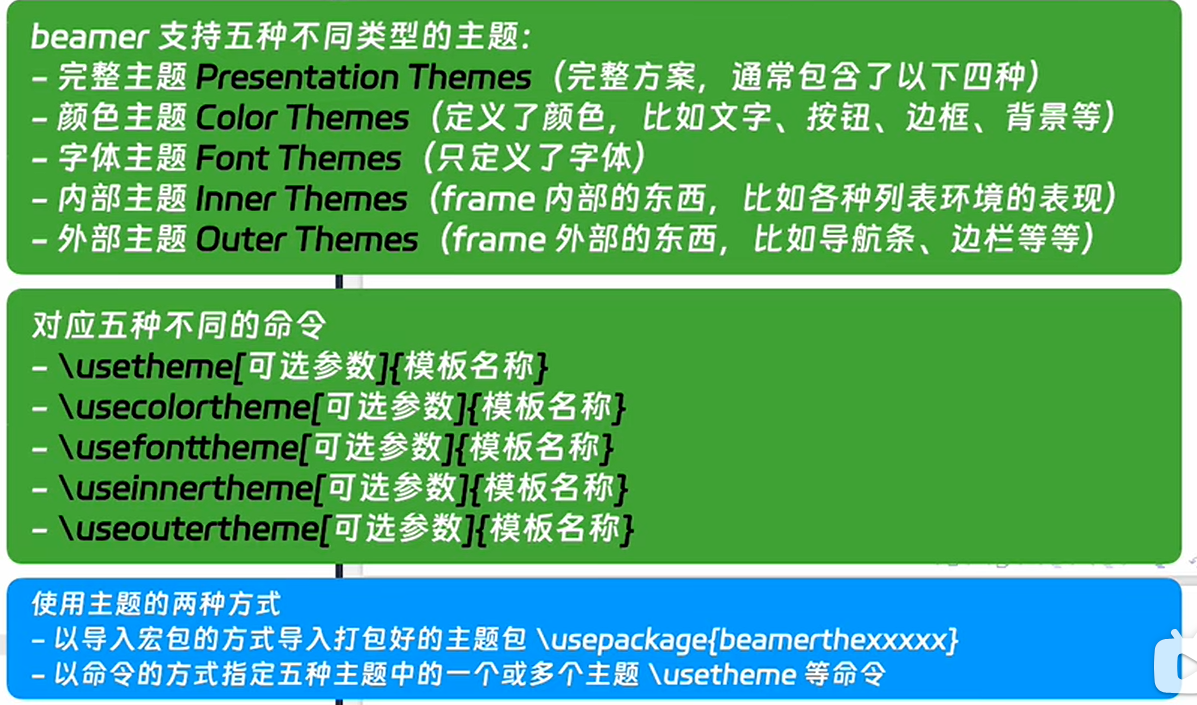 beamer 支持五种不同类型的主题:
- 完整主题 Presentation Themes（完整方案，通常包含了以下四种）
- 颜色主题 Color Themes（定义了颜色，比如文字、按钮、边框、背景等）
- 字体主题 Font Themes（只定义了字体）
- 内部主题 Inner Themes（frame 内部的东西，比如各种列表环境的表现）
- 外部主题 Outer Themes（frame 外部的东西，比如导航条、边栏等等）
对应五种不同的命令
- \usetheme[可选参数]{模板名称}
- \usecolortheme[可选参数]{模板名称}
- \usefonttheme[可选参数]{模板名称}
- \useinnertheme[可选参数]{模板名称}
- \useoutertheme[可选参数]{模板名称}
使用主题的两种方式
- 以导入宏包的方式导入打包好的主题包 \usepackage{beamerthexxxxx}
- 以命令的方式指定五种主题中的一个或多个主题 \usetheme 等命令